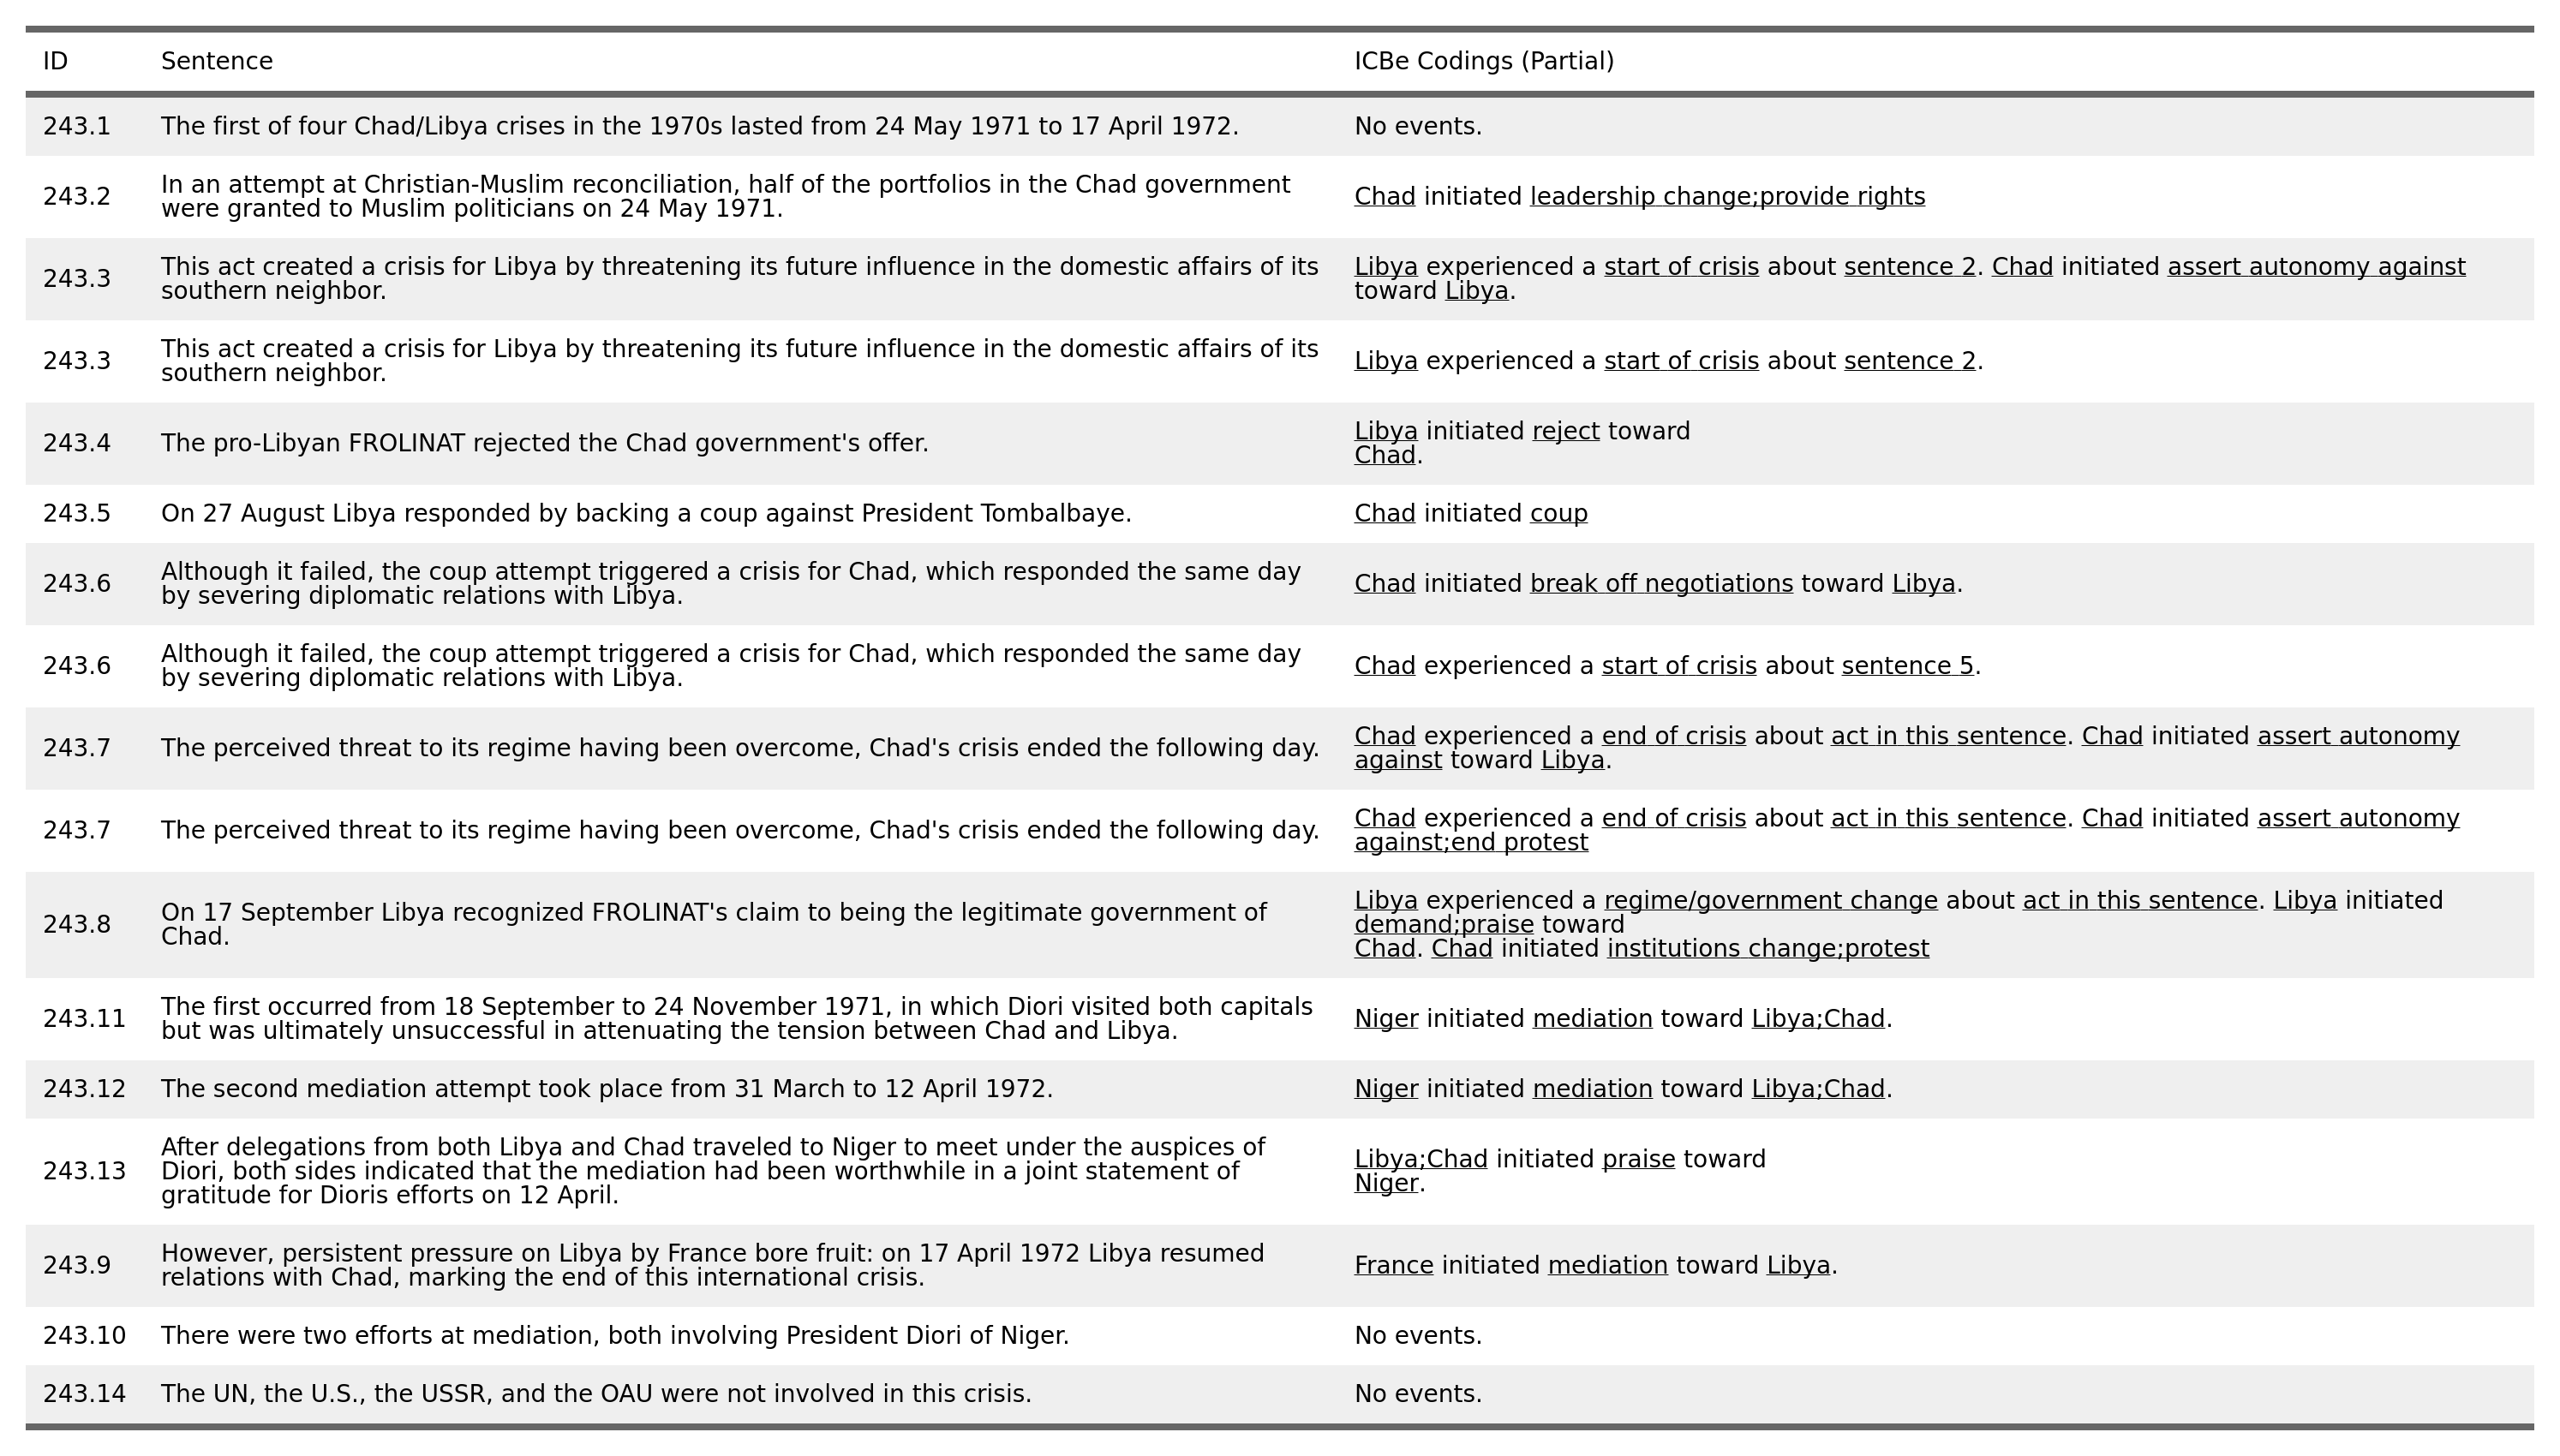 ID Sentence ICBe Codings (Partial)
243.1 The first of four Chad/Libya crises in the 1970s lasted from 24 May 1971 to 17 April 1972. No events.
243.2 In an attempt at Christian-Muslim reconciliation, half of the portfolios in the Chad government
were granted to Muslim politicians on 24 May 1971.
Chad initiated leadership change;provide rights
243.3 This act created a crisis for Libya by threatening its future influence in the domestic affairs of its
southern neighbor.
Libya experienced a start of crisis about sentence 2. Chad initiated assert autonomy against
toward Libya.
243.3 This act created a crisis for Libya by threatening its future influence in the domestic affairs of its
southern neighbor.
Libya experienced a start of crisis about sentence 2.
243.4 The pro-Libyan FROLINAT rejected the Chad government's offer.
Libya initiated reject toward
Chad.
243.5 On 27 August Libya responded by backing a coup against President Tombalbaye. Chad initiated coup
243.6 Although it failed, the coup attempt triggered a crisis for Chad, which responded the same day
by severing diplomatic relations with Libya.
Chad initiated break off negotiations toward Libya.
243.6 Although it failed, the coup attempt triggered a crisis for Chad, which responded the same day
by severing diplomatic relations with Libya.
Chad experienced a start of crisis about sentence 5.
243.7 The perceived threat to its regime having been overcome, Chad's crisis ended the following day.
Chad experienced a end of crisis about act in this sentence. Chad initiated assert autonomy
against toward Libya.
243.7 The perceived threat to its regime having been overcome, Chad's crisis ended the following day.
Chad experienced a end of crisis about act in this sentence. Chad initiated assert autonomy
against;end protest
243.8 On 17 September Libya recognized FROLINAT's claim to being the legitimate government of
Chad.
Libya experienced a regime/government change about act in this sentence. Libya initiated
demand;praise toward
Chad. Chad initiated institutions change;protest
243.11 The first occurred from 18 September to 24 November 1971, in which Diori visited both capitals
but was ultimately unsuccessful in attenuating the tension between Chad and Libya.
Niger initiated mediation toward Libya;Chad.
243.12 The second mediation attempt took place from 31 March to 12 April 1972. Niger initiated mediation toward Libya;Chad.
243.13 After delegations from both Libya and Chad traveled to Niger to meet under the auspices of
Diori, both sides indicated that the mediation had been worthwhile in a joint statement of
gratitude for Dioris efforts on 12 April.
Libya;Chad initiated praise toward
Niger.
243.9 However, persistent pressure on Libya by France bore fruit: on 17 April 1972 Libya resumed
relations with Chad, marking the end of this international crisis.
France initiated mediation toward Libya.
243.10 There were two efforts at mediation, both involving President Diori of Niger. No events.
243.14 The UN, the U.S., the USSR, and the OAU were not involved in this crisis. No events.